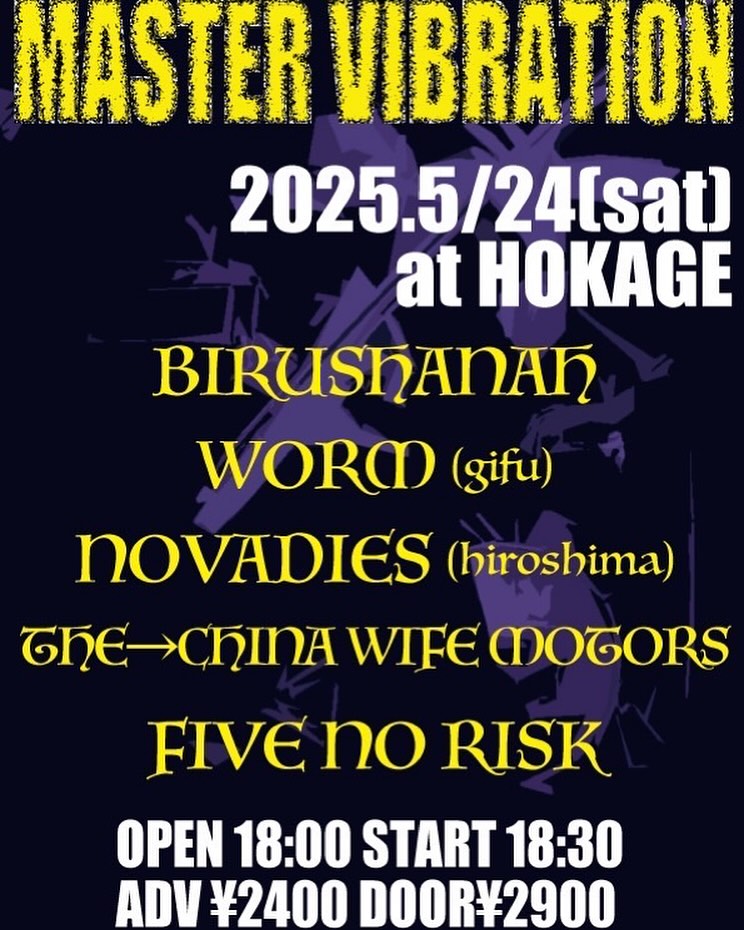 MASTER VIBRATION
2025.5/24(sat)
at HOKAGE
BIRUSHANAH
WORM (gifu)
NOVADIES (hiroshima)
THE→CHINA WIFE MOTORS
FIVE NO RISK
OPEN 18:00 START 18:30
ADV ¥2400 DOOR¥2900